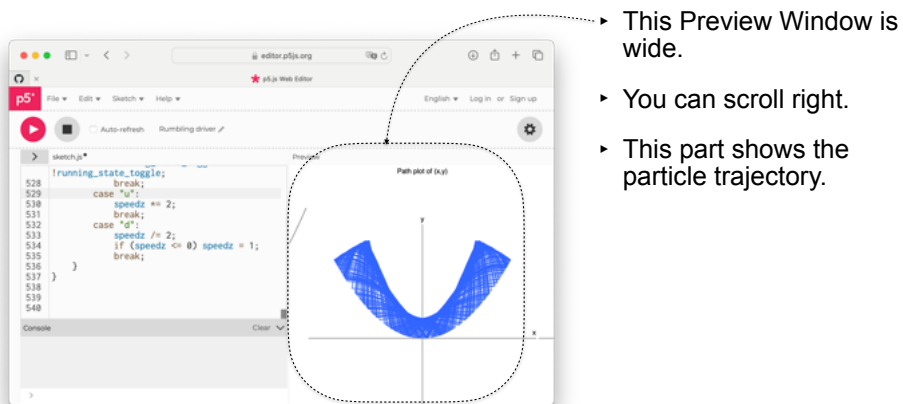 editor.p5js.org
p5.js Web Editor
p5*
File Edit Sketch Help
English Log in or Sign up
Auto-refresh Rumbling driver
> sketch.js
Preview
!running_state_toggle;
528 break;
529 case "u":
530 speedz *= 2;
531 break;
532 case "d":
533 speedz /= 2;
534 if (speedz <= 0) speedz = 1;
535 break;
536 }
537 }
538
539
540
Console Clear
>
Path plot of (x,y)
y
x
‣ This Preview Window is
wide.
‣ You can scroll right.
‣ This part shows the
particle trajectory.